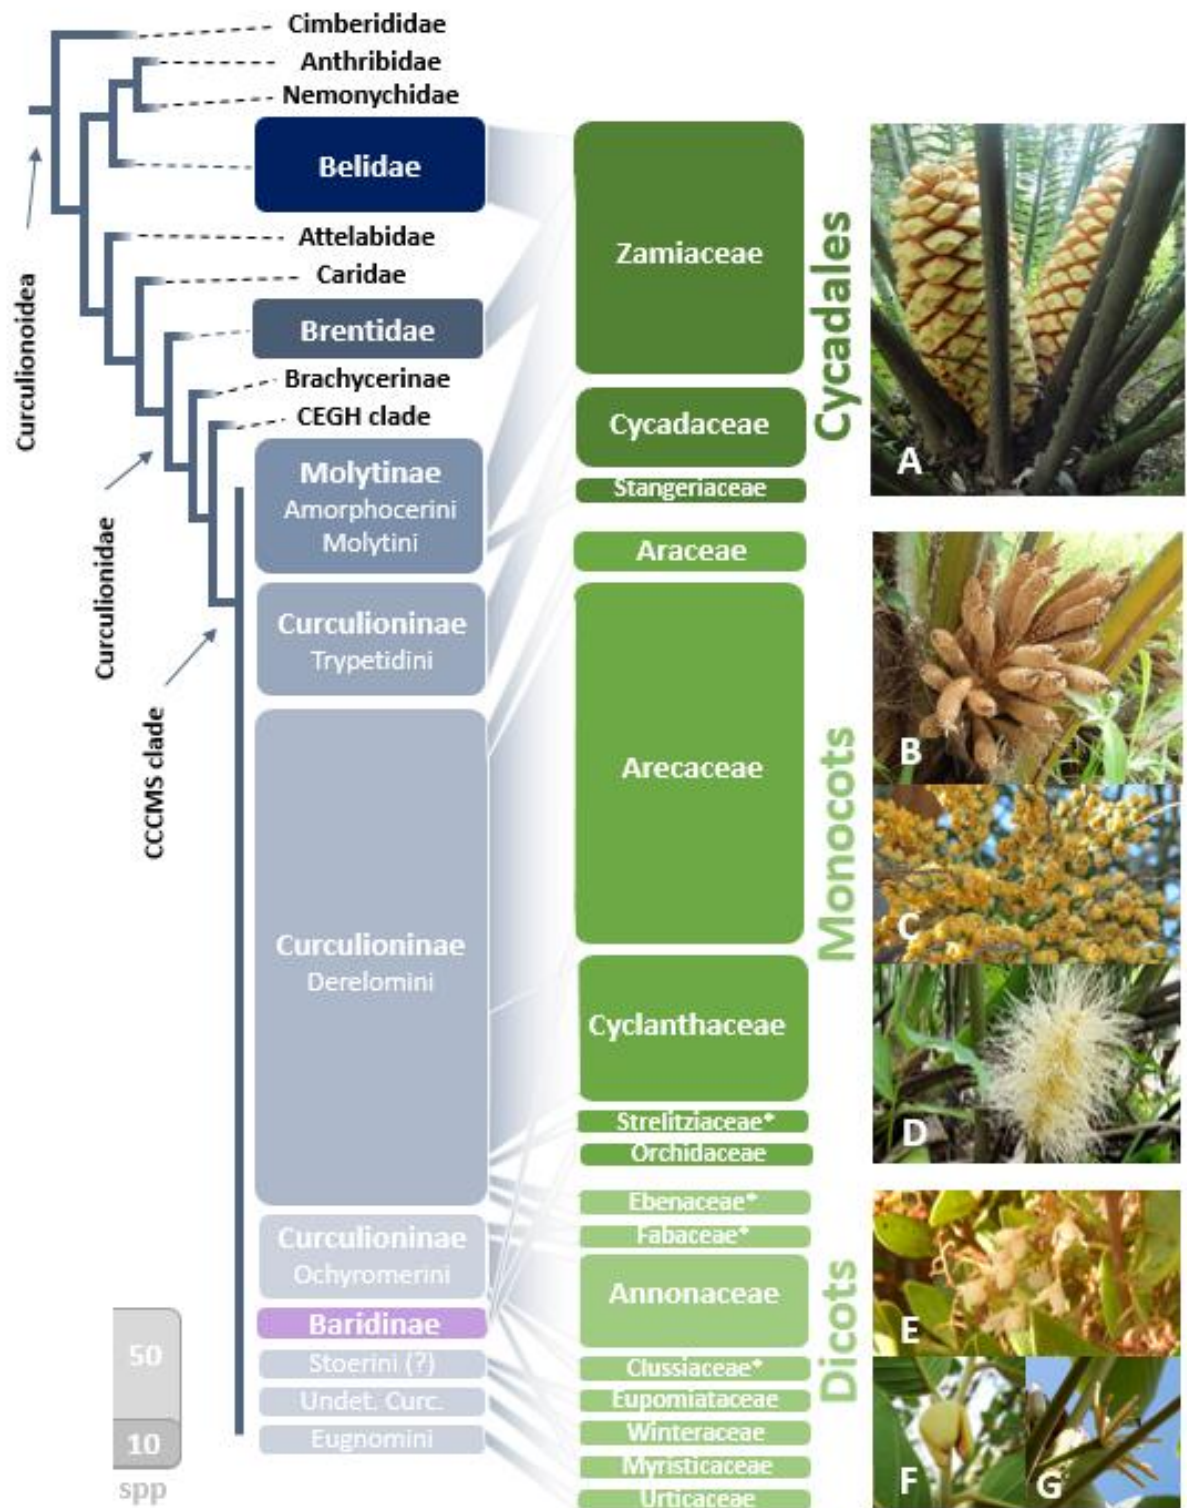 Cimberididae
Anthribidae
Nemonychidae
Belidae
Attelabidae
Caridae
Brentidae
Brachycerinae
CEGH clade
Molytinae
Amorphocerini
Molytini
Curculioninae
Trypetidini
Curculioninae
Derelomini
Curculioninae
Ochyromerini
Baridinae
Stoerini (?)
Undet. Curc.
Eugnomini
Curculionoidea
Curculionidae
CCCMS clade
50
10
spp
Zamiaceae
Cycadaceae
Stangeriaceae
Araceae
Arecaceae
Cyclanthaceae
Strelitziaceae*
Orchidaceae
Ebenaceae*
Fabaceae*
Annonaceae
Clussiaceae*
Eupomiataceae
Winteraceae
Myristicaceae
Urticaceae
Cycadales
Monocots
Dicots
A
B
C
D
E
F
G